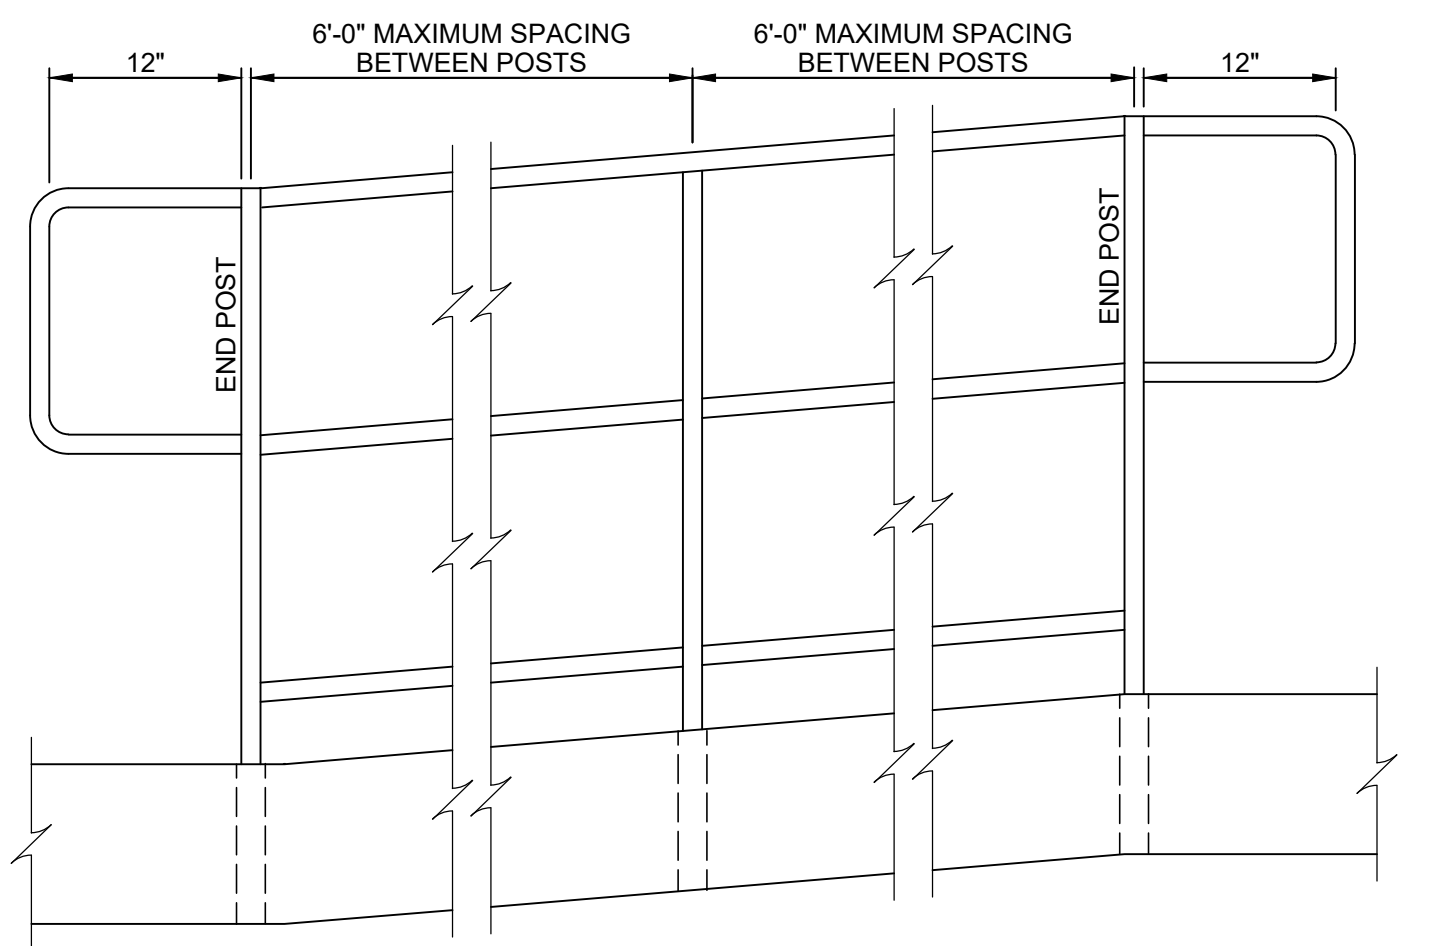 12"
6'-0" MAXIMUM SPACING
BETWEEN POSTS
6'-0" MAXIMUM SPACING
BETWEEN POSTS
12"
END POST
END POST